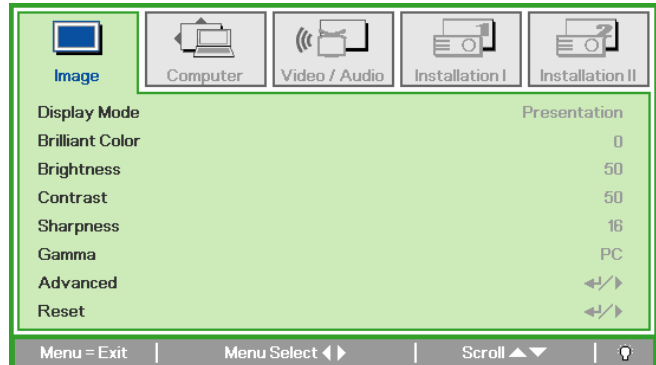 Image Computer Video / Audio Installation I Installation II
Display Mode Presentation
Brilliant Color 0
Brightness 50
Contrast 50
Sharpness 16
Gamma PC
Advanced ↵/▶
Reset ↵/▶
Menu = Exit Menu Select ◀▶ Scroll ▲▼